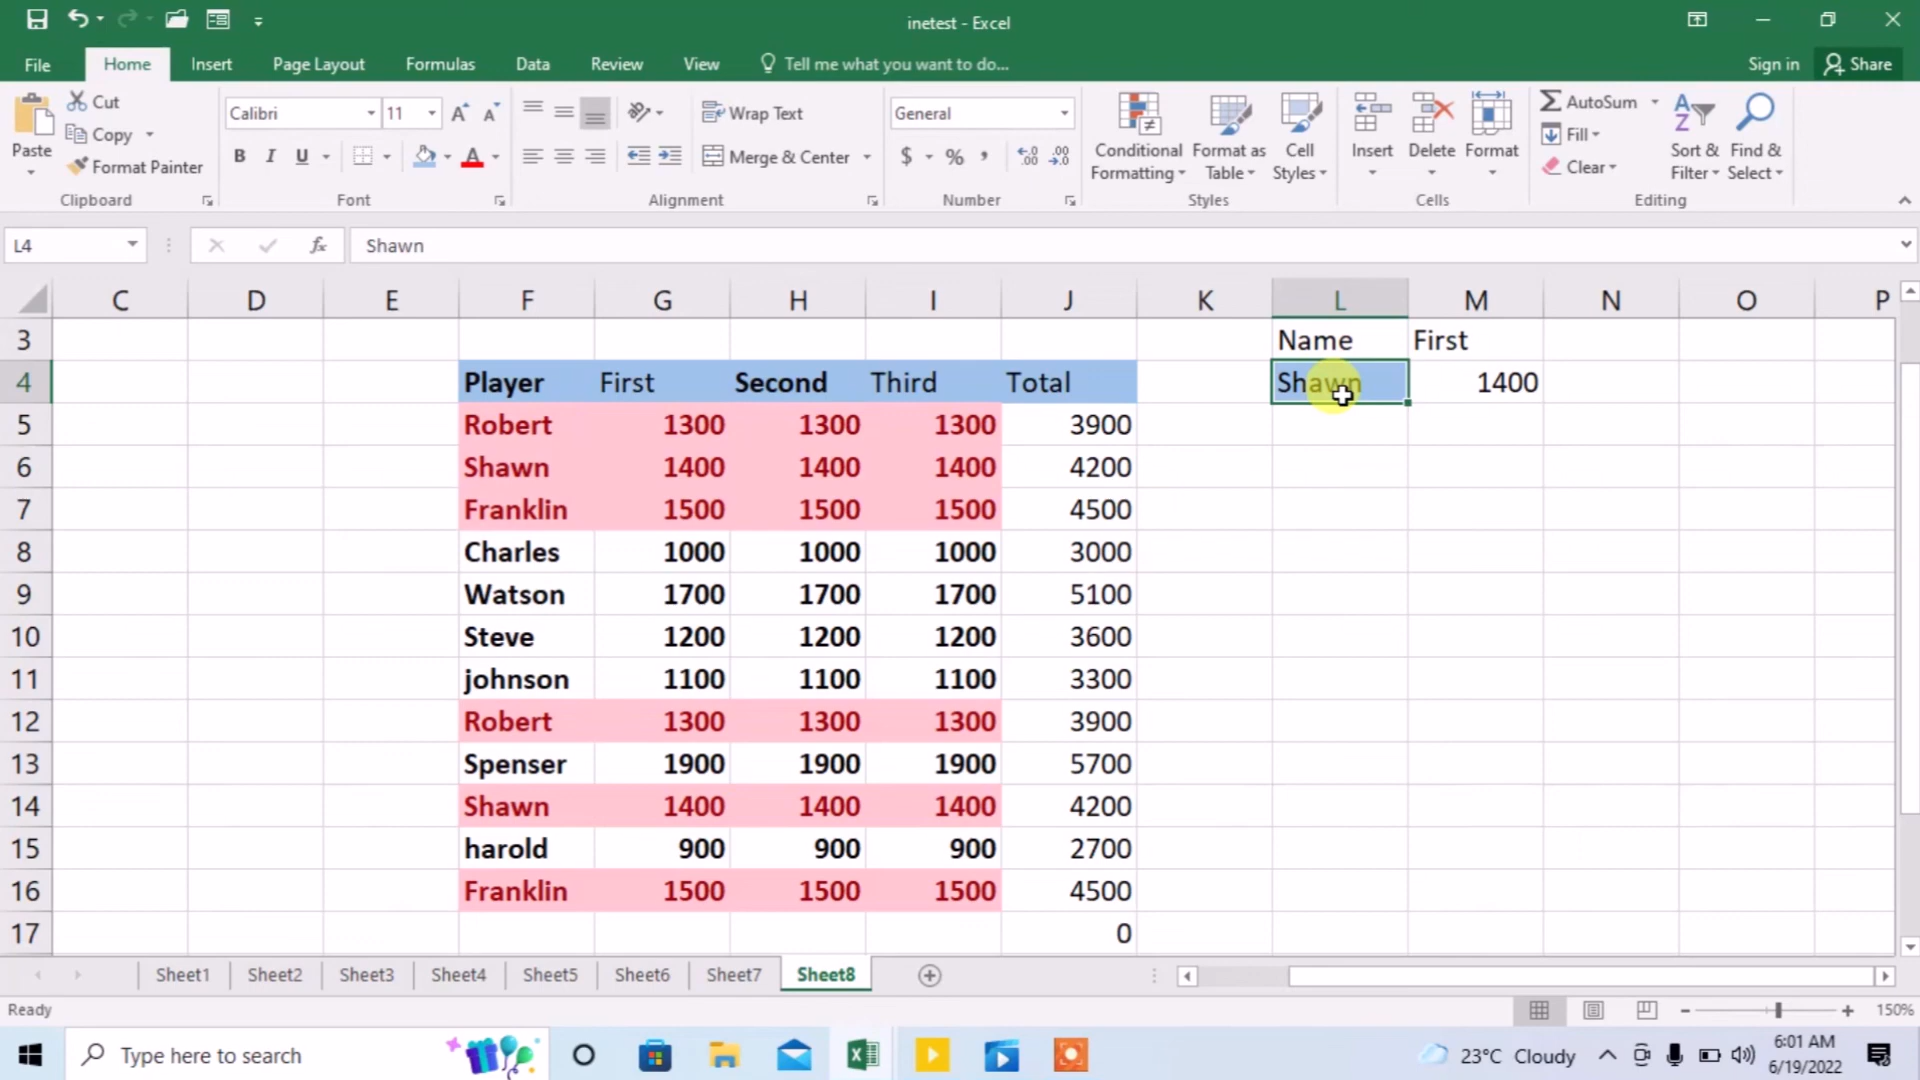 inetest - Excel
File Home Insert Page Layout Formulas Data Review View Tell me what you want to do... Sign in Share
Paste Cut Copy Format Painter Clipboard
Calibri 11 A A B I U A Font
Wrap Text Merge & Center Alignment
General $ % , Number
Conditional Formatting Format as Table Cell Styles Styles
Insert Delete Format Cells
AutoSum Fill Clear Sort & Filter Find & Select Editing
L4 fx Shawn
C D E F G H I J K L M N O P
3 Name First
4 Player First Second Third Total Shawn 1400
5 Robert 1300 1300 1300 3900
6 Shawn 1400 1400 1400 4200
7 Franklin 1500 1500 1500 4500
8 Charles 1000 1000 1000 3000
9 Watson 1700 1700 1700 5100
10 Steve 1200 1200 1200 3600
11 johnson 1100 1100 1100 3300
12 Robert 1300 1300 1300 3900
13 Spenser 1900 1900 1900 5700
14 Shawn 1400 1400 1400 4200
15 harold 900 900 900 2700
16 Franklin 1500 1500 1500 4500
17 0
Sheet1 Sheet2 Sheet3 Sheet4 Sheet5 Sheet6 Sheet7 Sheet8
Ready 150%
Type here to search 23°C Cloudy 6:01 AM
6/19/2022